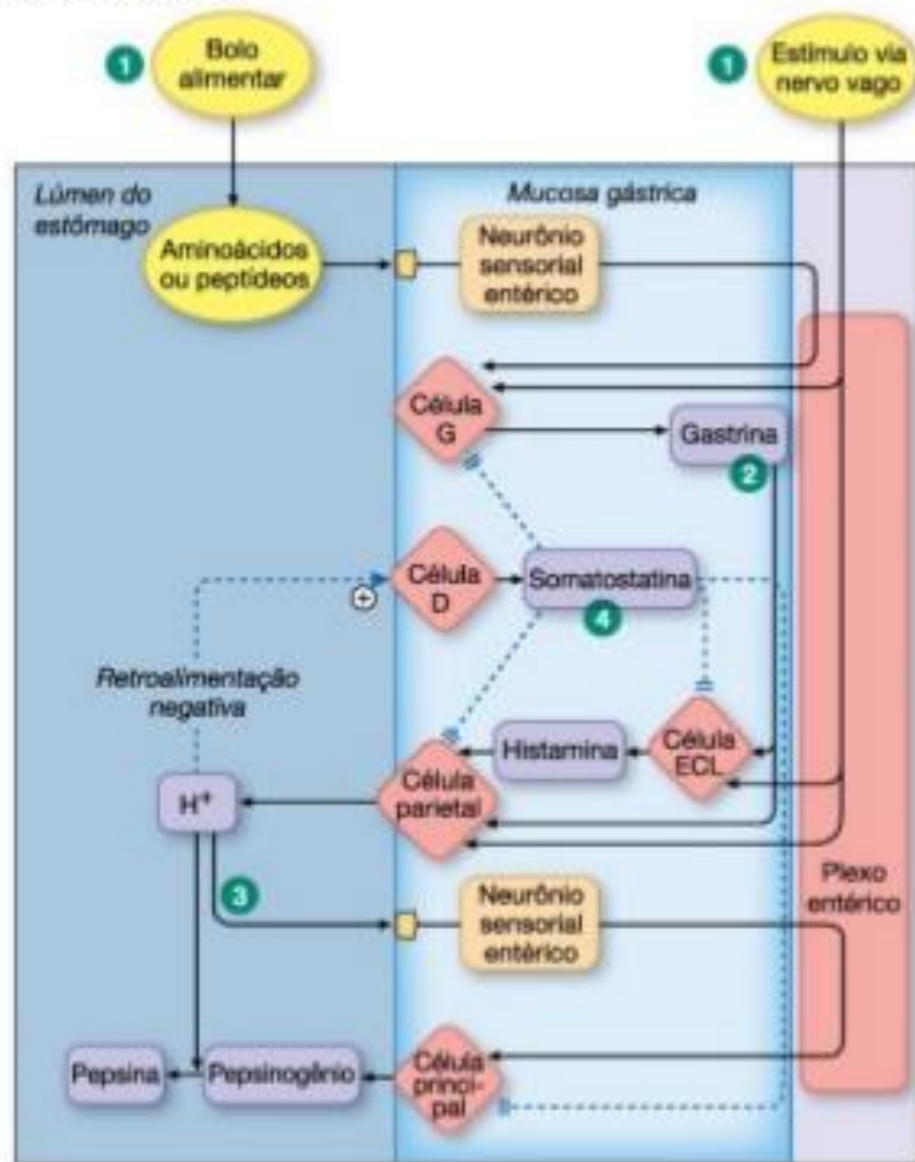 1
Bolo
alimentar
1
Estímulo via
nervo vago
Lúmen do
estômago
Mucosa gástrica
Aminoácidos
ou peptídeos
Neurônio
sensorial
entérico
Célula
G
Gastrina
2
Célula
D
+
Somatostatina
4
Retroalimentação
negativa
Histamina
Célula
ECL
Célula
parietal
H+
3
Neurônio
sensorial
entérico
Plexo
entérico
Pepsina
Pepsinogênio
Célula
princi-
pal